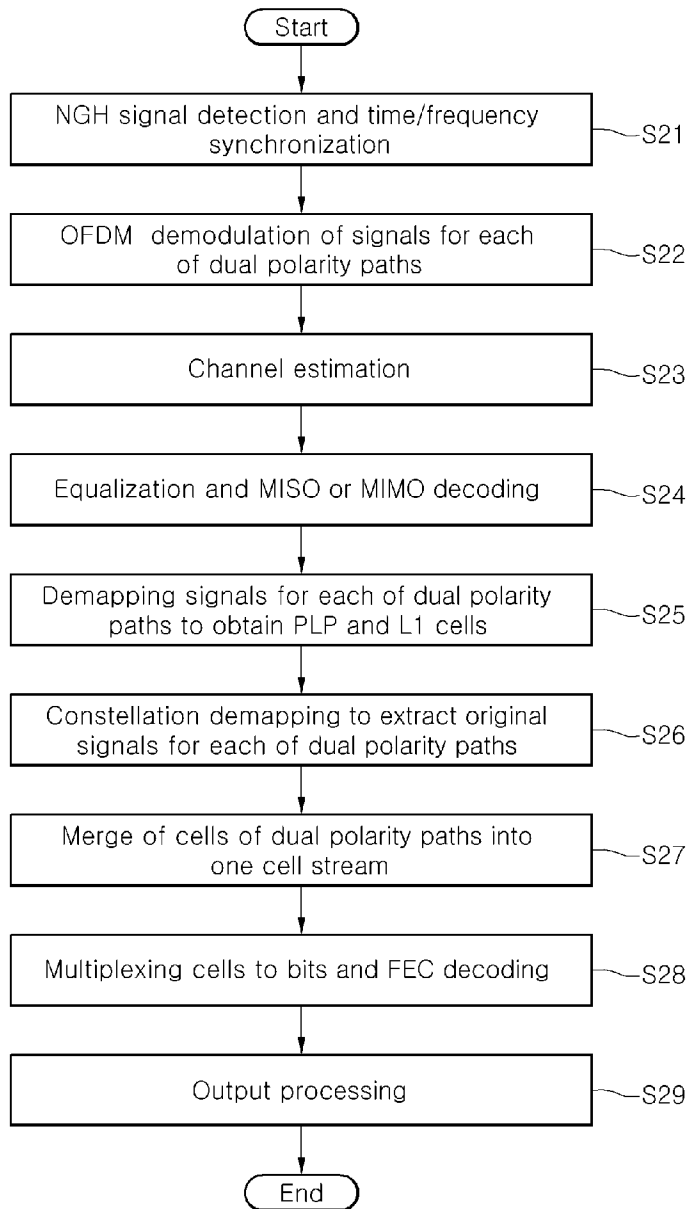 Start
NGH signal detection and time/frequency
synchronization
S21
OFDM demodulation of signals for each
of dual polarity paths
S22
Channel estimation
S23
Equalization and MISO or MIMO decoding
S24
Demapping signals for each of dual polarity
paths to obtain PLP and L1 cells
S25
Constellation demapping to extract original
signals for each of dual polarity paths
S26
Merge of cells of dual polarity paths into
one cell stream
S27
Multiplexing cells to bits and FEC decoding
S28
Output processing
S29
End